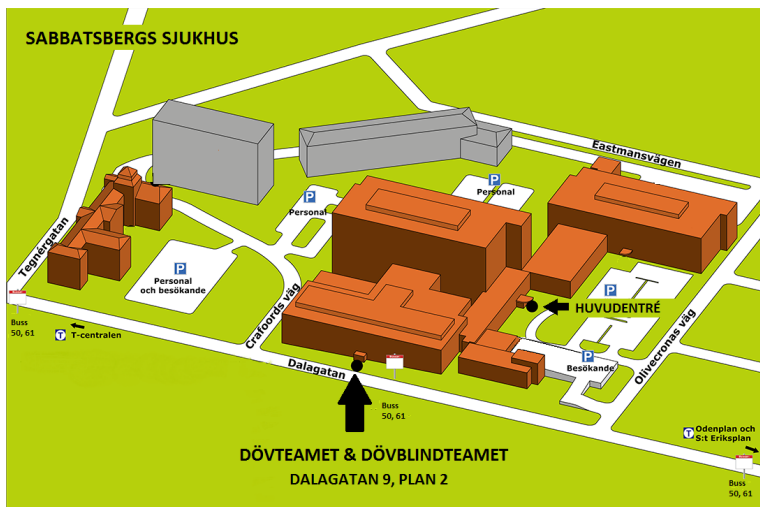 SABBATSBERGS SJUKHUS
Eastmansvägen
P
Personal
P
Personal
Tegnérgatan
P
Personal
och besökande
Crafoords väg
P
HUVUDENTRÉ
Olivecronas väg
Buss
50, 61
T
T-centralen
Dalagatan
P
Besökande
Buss
50, 61
T
Odenplan och
S:t Eriksplan
DÖVTEAMET & DÖVBLINDTEAMET
DALAGATAN 9, PLAN 2
Buss
50, 61